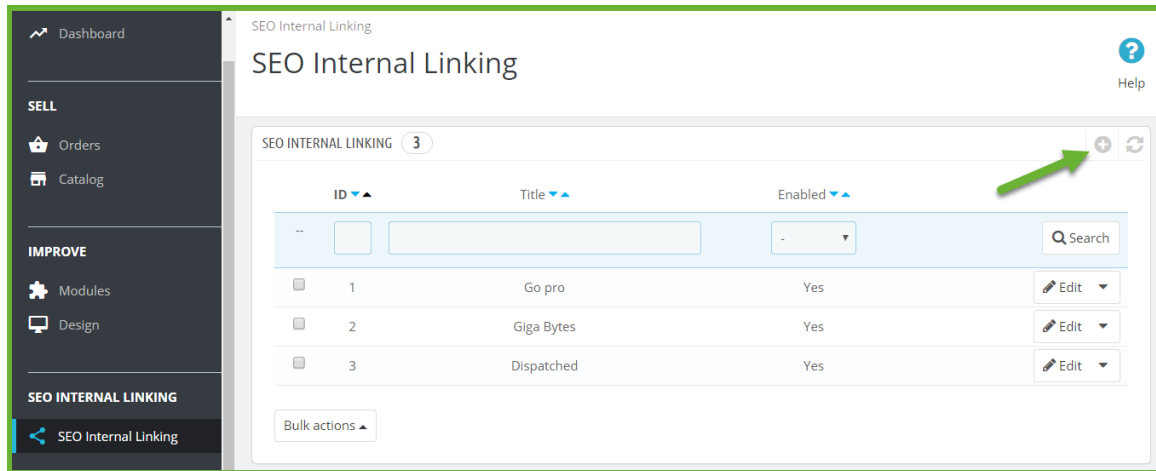 Dashboard
SELL
Orders
Catalog
IMPROVE
Modules
Design
SEO INTERNAL LINKING
SEO Internal Linking
SEO Internal Linking
SEO Internal Linking
Help
SEO INTERNAL LINKING 3
ID Title Enabled
-- - Search
1 Go pro Yes Edit
2 Giga Bytes Yes Edit
3 Dispatched Yes Edit
Bulk actions